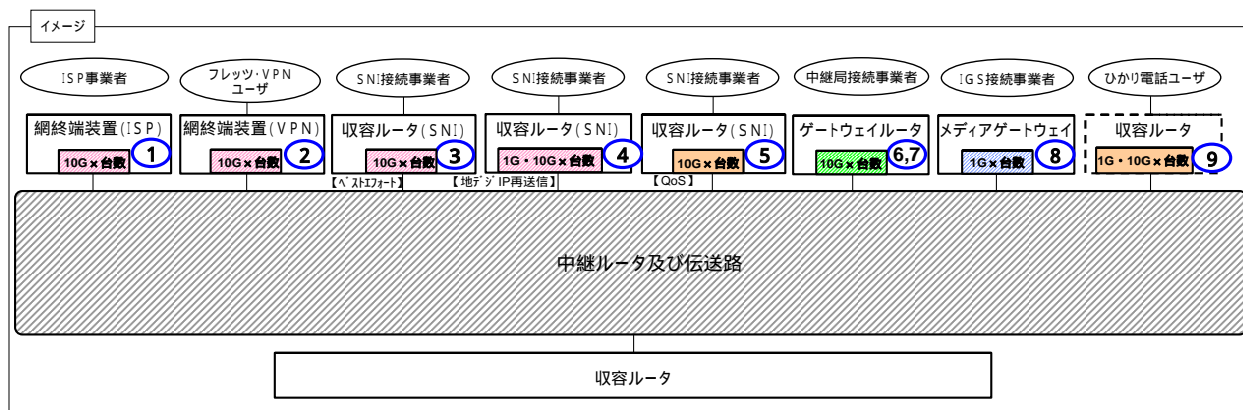 イメージ
ISP事業者
フレッツ・VPN
ユーザ
SNI接続事業者
SNI接続事業者
SNI接続事業者
中継局接続事業者
IGS接続事業者
ひかり電話ユーザ
網終端装置(ISP)
網終端装置(VPN)
収容ルータ(SNI)
収容ルータ(SNI)
収容ルータ(SNI)
ゲートウェイルータ
メディアゲートウェイ
収容ルータ
10G×台数
1
10G×台数
2
10G×台数
3
1G・10G×台数
4
10G×台数
5
10G×台数
6,7
1G×台数
8
1G・10G×台数
9
【ベストエフォート】
【地デジIP再送信】
【QoS】
中継ルータ及び伝送路
収容ルータ